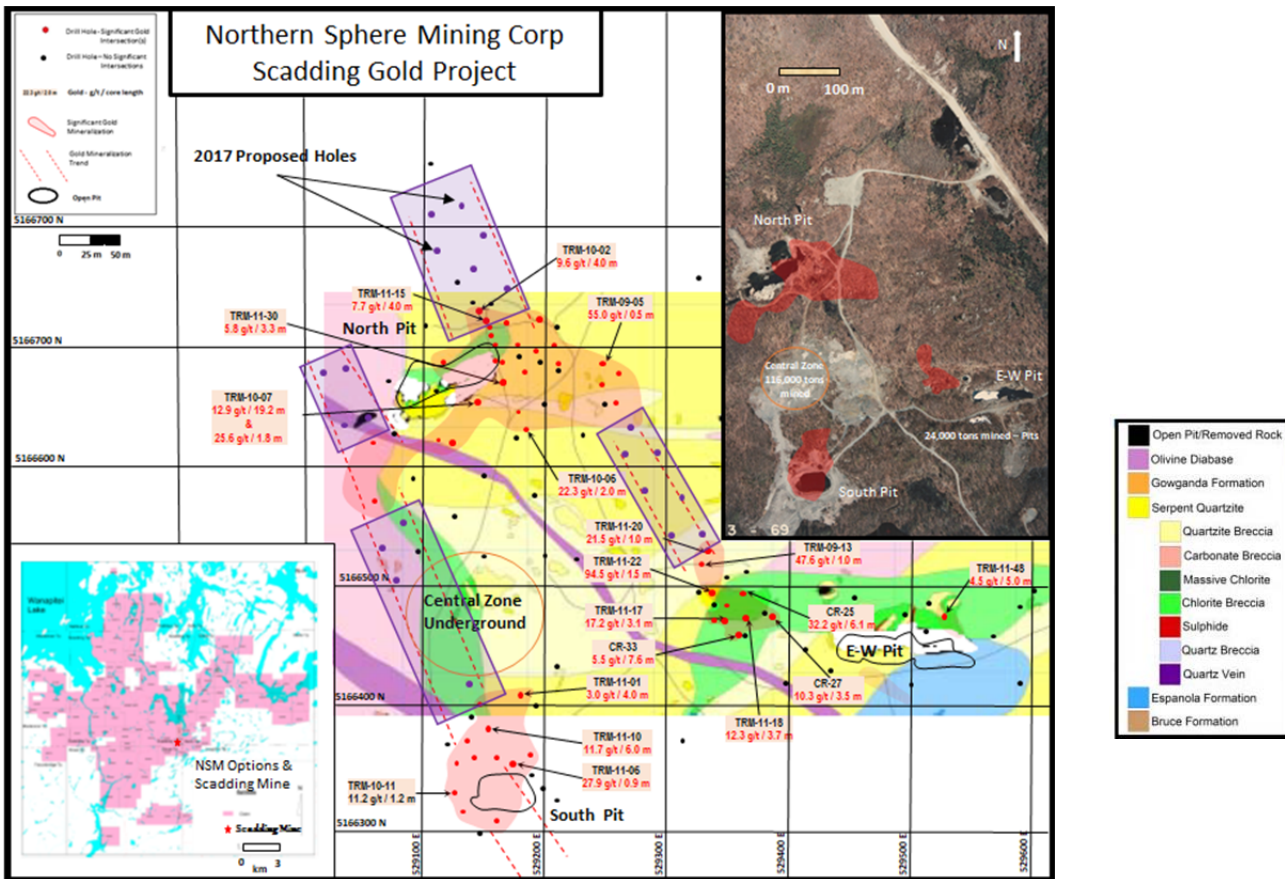 Northern Sphere Mining Corp
Scadding Gold Project
Drill Hole - Significant Gold
Intersection(s)
Drill Hole - No Significant
Intersections
Gold - g/t / core length
Significant Gold
Mineralization
Gold Mineralization
Trend
Open Pit
0 25 m 50 m
2017 Proposed Holes
5166700 N
5166700 N
5166600 N
5166500 N
5166400 N
5166300 N
529100 E
529200 E
529300 E
529400 E
529500 E
529600 E
TRM-10-02
9.6 g/t / 4.0 m
TRM-11-15
7.7 g/t / 4.0 m
TRM-09-05
55.0 g/t / 0.5 m
TRM-11-30
5.8 g/t / 3.3 m
North Pit
TRM-10-07
12.9 g/t / 19.2 m
&
25.6 g/t / 1.8 m
TRM-10-06
22.3 g/t / 2.0 m
TRM-11-20
21.5 g/t / 1.0 m
TRM-09-13
47.6 g/t / 1.0 m
TRM-11-22
94.5 g/t / 1.5 m
TRM-11-48
4.5 g/t / 5.0 m
Central Zone
Underground
TRM-11-17
17.2 g/t / 3.1 m
CR-25
32.2 g/t / 6.1 m
CR-33
5.5 g/t / 7.6 m
E-W Pit
TRM-11-01
3.0 g/t / 4.0 m
CR-27
10.3 g/t / 3.5 m
TRM-11-18
12.3 g/t / 3.7 m
TRM-11-10
11.7 g/t / 6.0 m
TRM-11-06
27.9 g/t / 0.9 m
TRM-10-11
11.2 g/t / 1.2 m
South Pit
N
0 m 100 m
North Pit
Central Zone
116,000 tons
mined
E-W Pit
24,000 tons mined – Pits
South Pit
3 - 69
Wanapitei
Lake
NSM Options &
Scadding Mine
Scadding Mine
0 3
km
Open Pit/Removed Rock
Olivine Diabase
Gowganda Formation
Serpent Quartzite
Quartzite Breccia
Carbonate Breccia
Massive Chlorite
Chlorite Breccia
Sulphide
Quartz Breccia
Quartz Vein
Espanola Formation
Bruce Formation